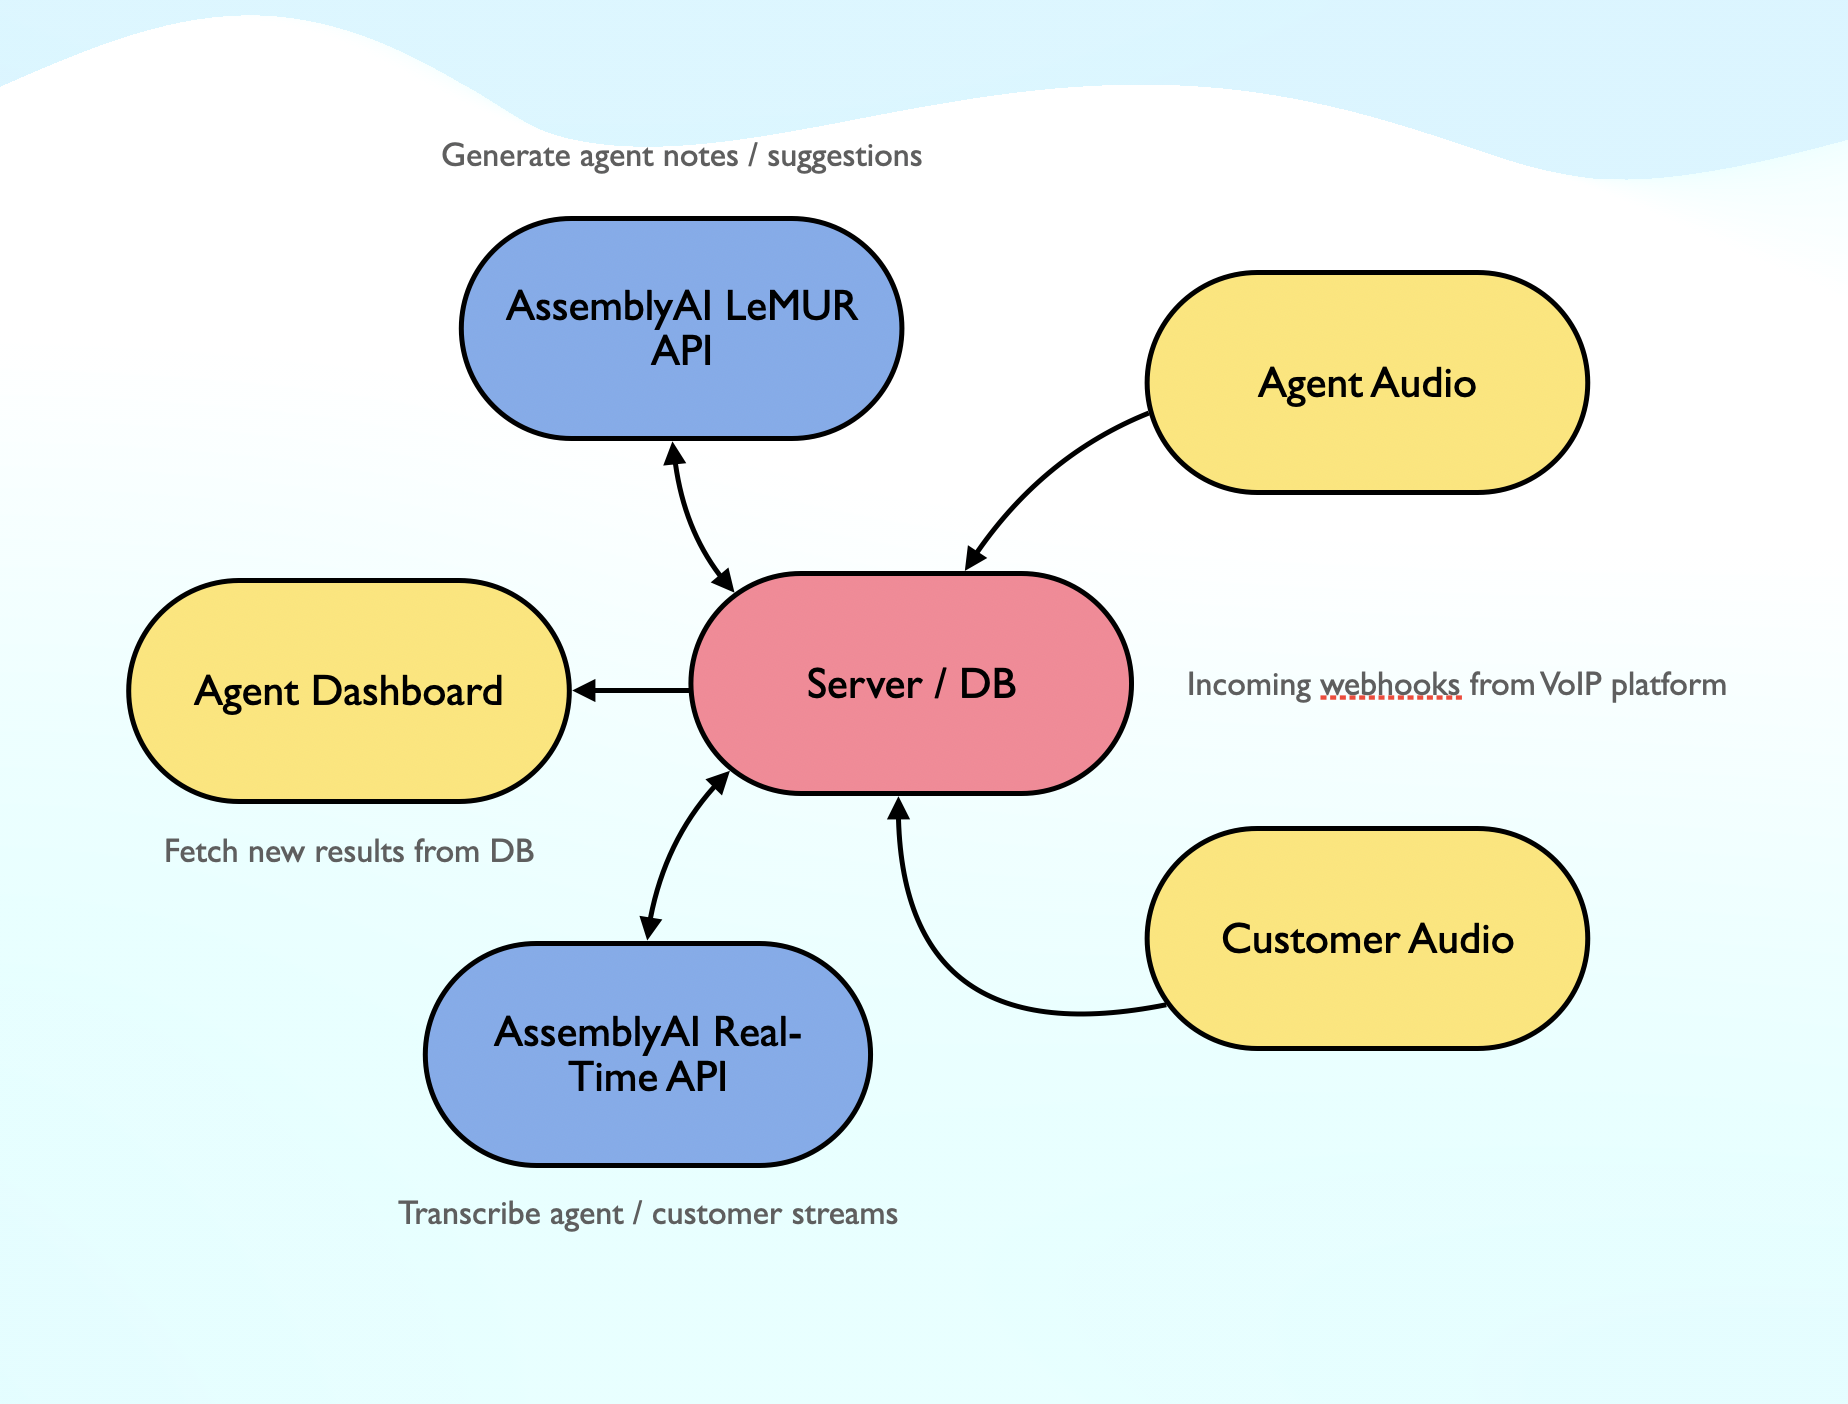 Generate agent notes / suggestions
AssemblyAI LeMUR
API
Agent Audio
Agent Dashboard
Server / DB
Incoming webhooks from VoIP platform
Fetch new results from DB
Customer Audio
AssemblyAI Real-
Time API
Transcribe agent / customer streams